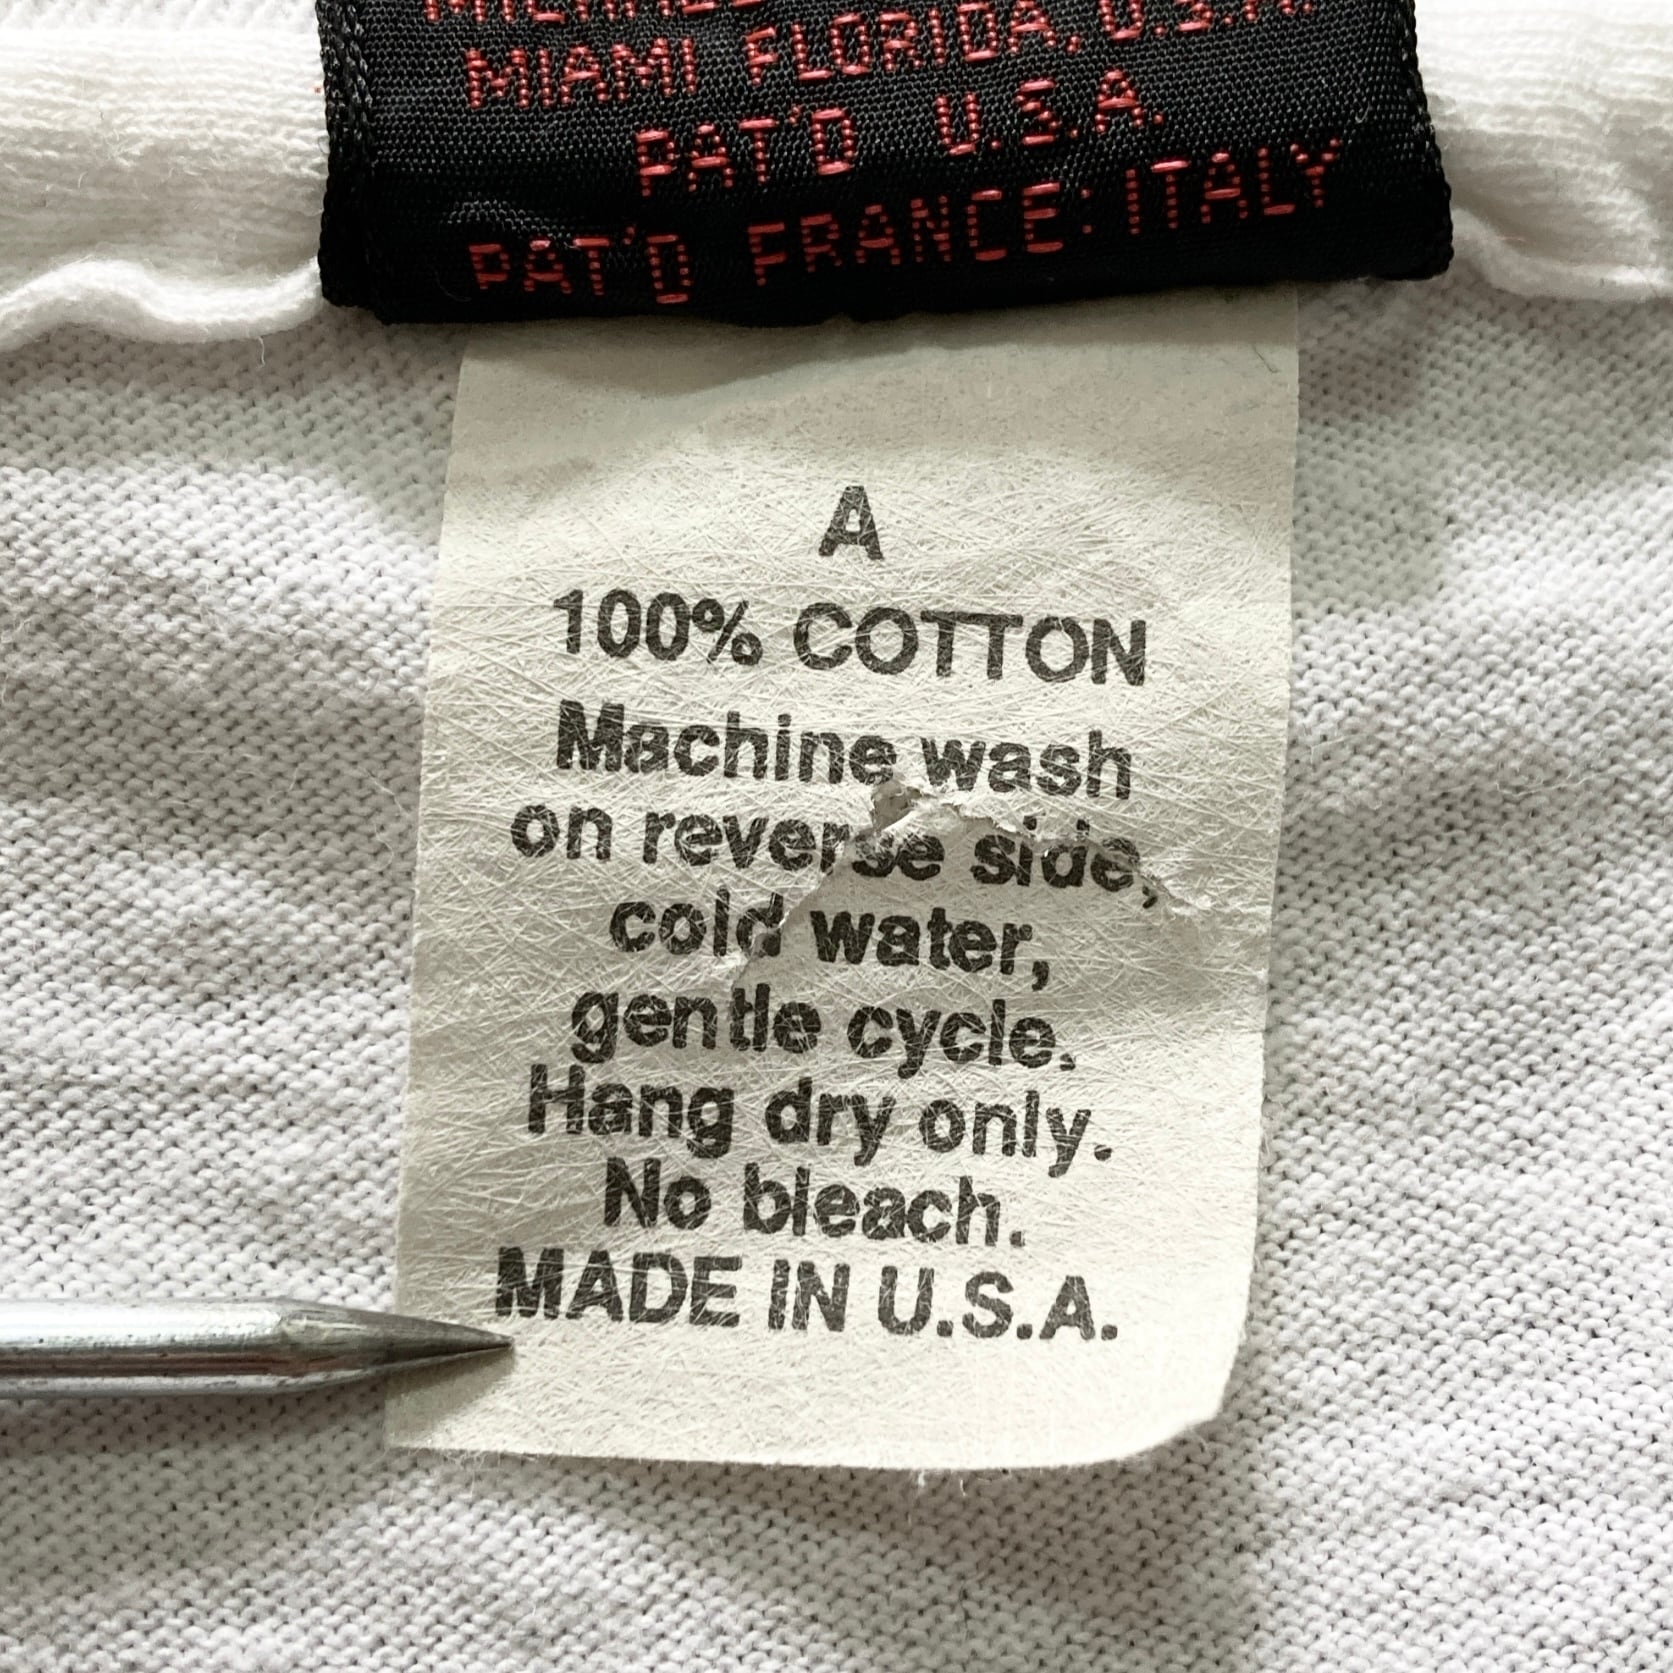 MIAMI FLORIDA, U.S.A.
PAT'D U.S.A.
PAT'D FRANCE: ITALY
A
100% COTTON
Machine wash
on reverse side,
cold water,
gentle cycle.
Hang dry only.
No bleach.
MADE IN U.S.A.